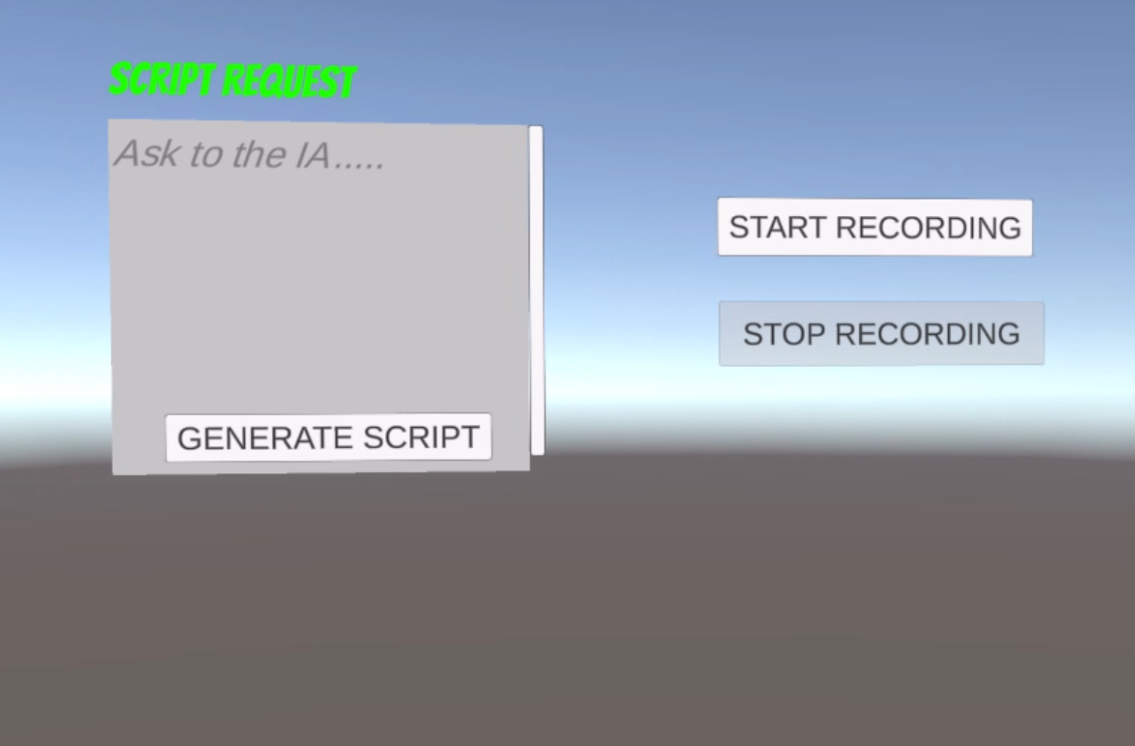 SCRIPT REQUEST
Ask to the IA.....
GENERATE SCRIPT
START RECORDING
STOP RECORDING